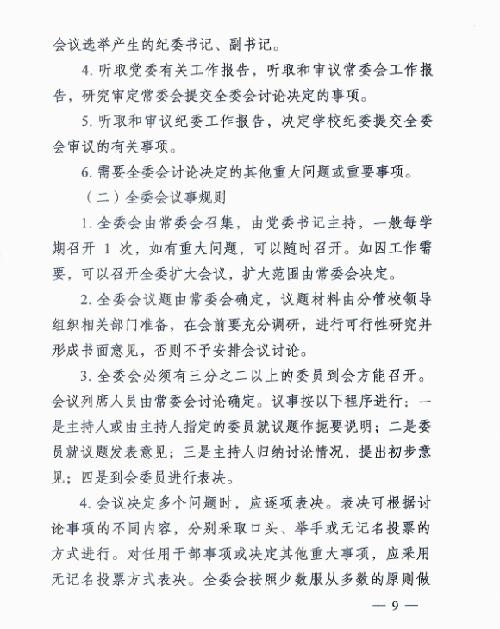 会议选举产生的纪委书记、副书记。
4. 听取党委有关工作报告，听取和审议常委会工作报
告，研究审定常委会提交全委会讨论决定的事项。
5. 听取和审议纪委工作报告，决定学校纪委提交全委
会审议的有关事项。
6. 需要全委会讨论决定的其他重大问题或重要事项。
（二）全委会议事规则
1. 全委会由常委会召集，由党委书记主持，一般每学
期召开 1 次，如有重大问题，可以随时召开。如因工作需
要，可以召开全委扩大会议，扩大范围由常委会决定。
2. 全委会议题由常委会确定，议题材料由分管校领导
组织相关部门准备，在会前要充分调研，进行可行性研究并
形成书面意见，否则不予安排会议讨论。
3. 全委会必须有三分之二以上的委员到会方能召开。
会议列席人员由常委会讨论确定。议事按以下程序进行：一
是主持人或由主持人指定的委员就议题作扼要说明；二是委
员就议题发表意见；三是主持人归纳讨论情况，提出初步意
见；四是到会委员进行表决。
4. 会议决定多个问题时，应逐项表决。表决可根据讨
论事项的不同内容，分别采取口头、举手或无记名投票的
方式进行。对任用干部事项或决定其他重大事项，应采用
无记名投票方式表决。全委会按照少数服从多数的原则做
— 9 —